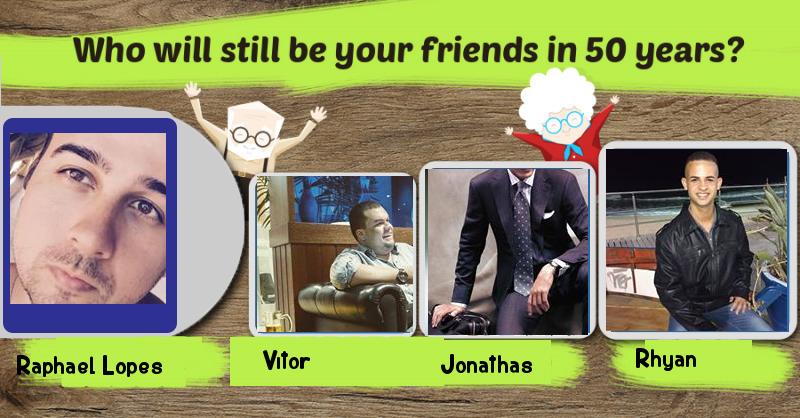 Who will still be your friends in 50 years?
Raphael Lopes
Vitor
Jonathas
Rhyan